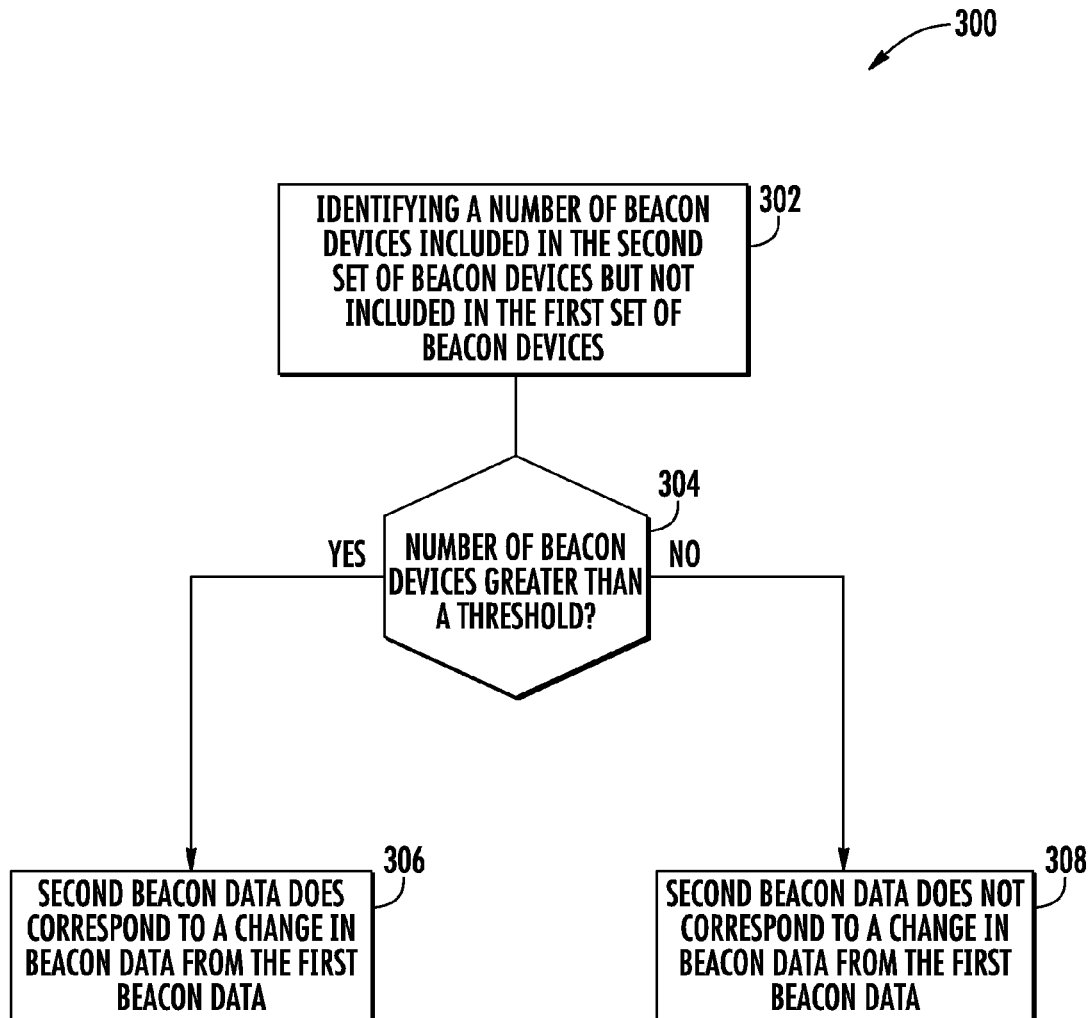 300
IDENTIFYING A NUMBER OF BEACON
DEVICES INCLUDED IN THE SECOND
SET OF BEACON DEVICES BUT NOT
INCLUDED IN THE FIRST SET OF
BEACON DEVICES
302
304
YES
NUMBER OF BEACON
DEVICES GREATER THAN
A THRESHOLD?
NO
306
SECOND BEACON DATA DOES
CORRESPOND TO A CHANGE IN
BEACON DATA FROM THE FIRST
BEACON DATA
308
SECOND BEACON DATA DOES NOT
CORRESPOND TO A CHANGE IN
BEACON DATA FROM THE FIRST
BEACON DATA